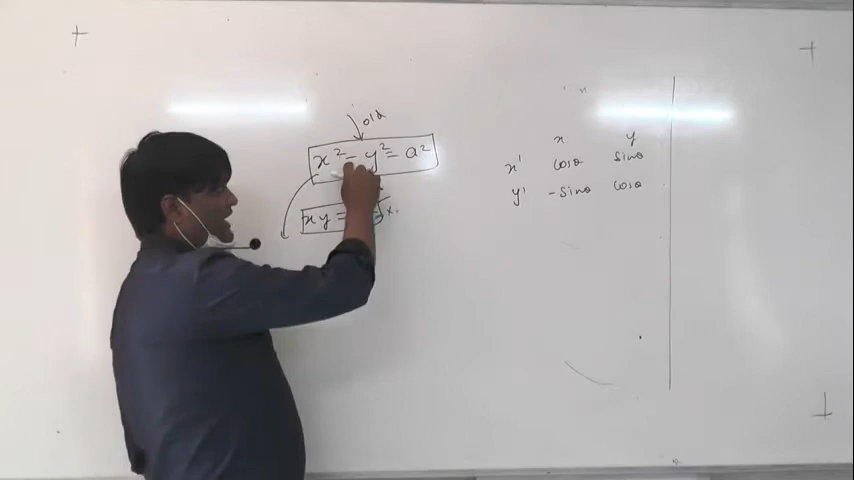 old
x² - y² = a²
xy =
x y
x' cosθ sinθ
y' -sinθ cosθ